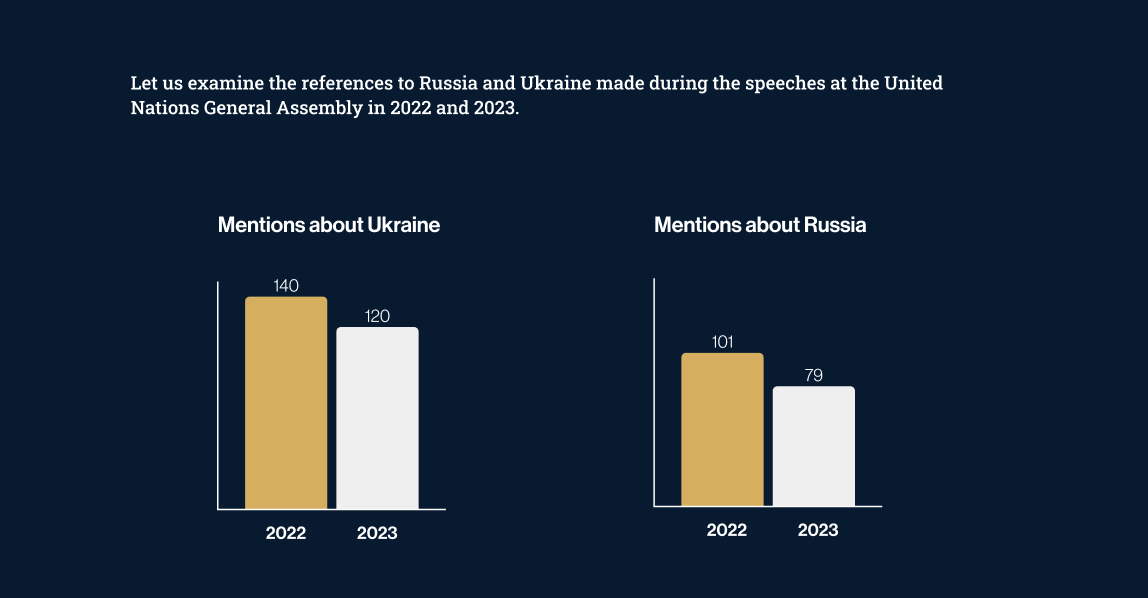 Let us examine the references to Russia and Ukraine made during the speeches at the United
Nations General Assembly in 2022 and 2023.
Mentions about Ukraine
140
120
2022
2023
Mentions about Russia
101
79
2022
2023